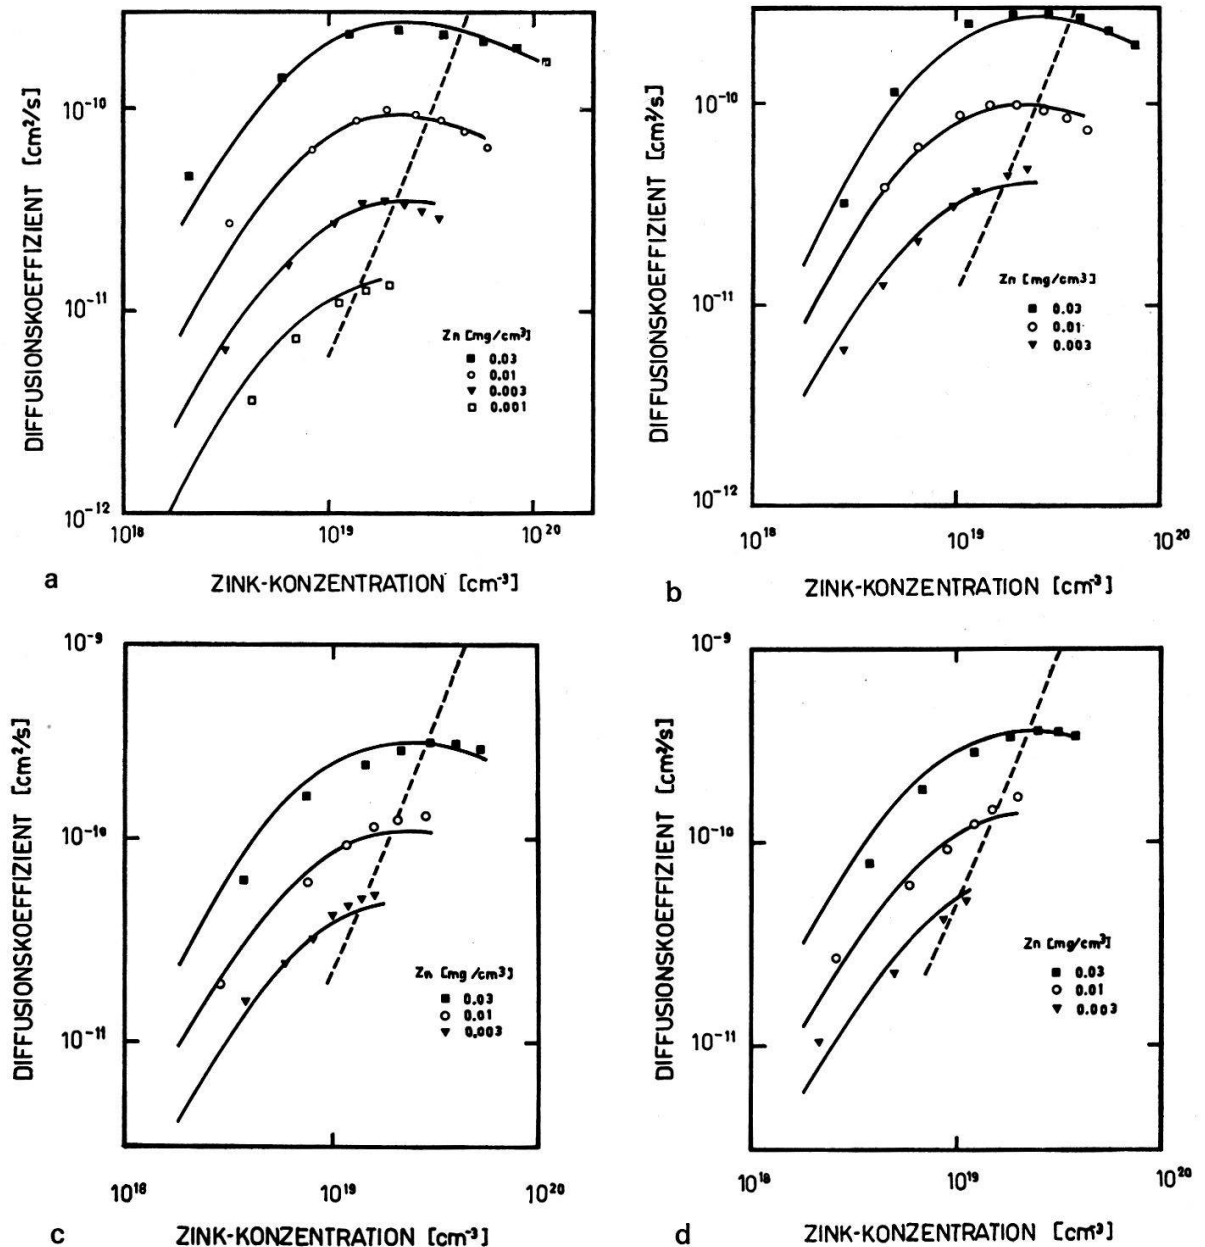 DIFFUSIONSKOEFFIZIENT [cm²/s]
10⁻¹⁰
10⁻¹¹
10⁻¹²
Zn [mg/cm³]
■ 0.03
○ 0.01
▼ 0.003
□ 0.001
10¹⁸ 10¹⁹ 10²⁰
a ZINK-KONZENTRATION [cm⁻³]
DIFFUSIONSKOEFFIZIENT [cm²/s]
10⁻¹⁰
10⁻¹¹
10⁻¹²
Zn [mg/cm³]
■ 0.03
○ 0.01
▼ 0.003
10¹⁸ 10¹⁹ 10²⁰
b ZINK-KONZENTRATION [cm⁻³]
DIFFUSIONSKOEFFIZIENT [cm²/s]
10⁻⁹
10⁻¹⁰
10⁻¹¹
Zn [mg/cm³]
■ 0.03
○ 0.01
▼ 0.003
10¹⁸ 10¹⁹ 10²⁰
c ZINK-KONZENTRATION [cm⁻³]
DIFFUSIONSKOEFFIZIENT [cm²/s]
10⁻⁹
10⁻¹⁰
10⁻¹¹
Zn [mg/cm³]
■ 0.03
○ 0.01
▼ 0.003
10¹⁸ 10¹⁹ 10²⁰
d ZINK-KONZENTRATION [cm⁻³]